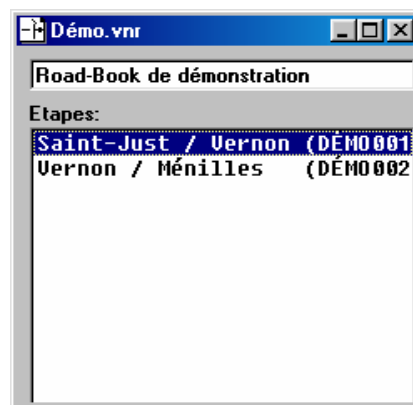 Démo.vnr
Road-Book de démonstration
Etapes:
Saint-Just / Vernon (DÉMO001
Vernon / Ménilles (DÉMO002